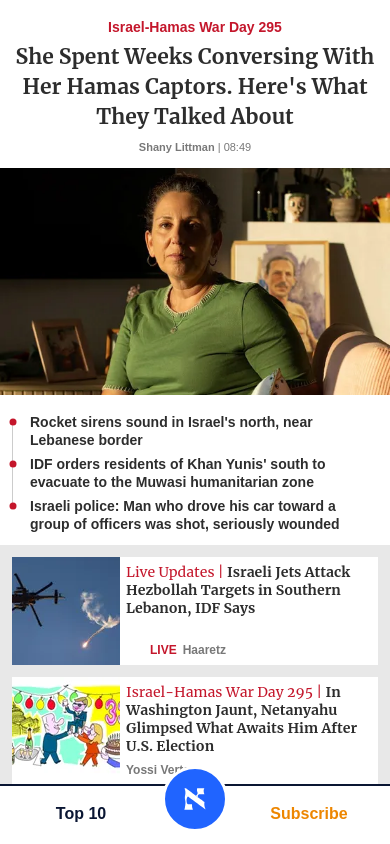 Israel-Hamas War Day 295
She Spent Weeks Conversing With
Her Hamas Captors. Here's What
They Talked About
Shany Littman | 08:49
Rocket sirens sound in Israel's north, near
Lebanese border
IDF orders residents of Khan Yunis' south to
evacuate to the Muwasi humanitarian zone
Israeli police: Man who drove his car toward a
group of officers was shot, seriously wounded
Live Updates | Israeli Jets Attack
Hezbollah Targets in Southern
Lebanon, IDF Says
LIVE Haaretz
Israel-Hamas War Day 295 | In
Washington Jaunt, Netanyahu
Glimpsed What Awaits Him After
U.S. Election
Yossi
Top 10
Subscribe